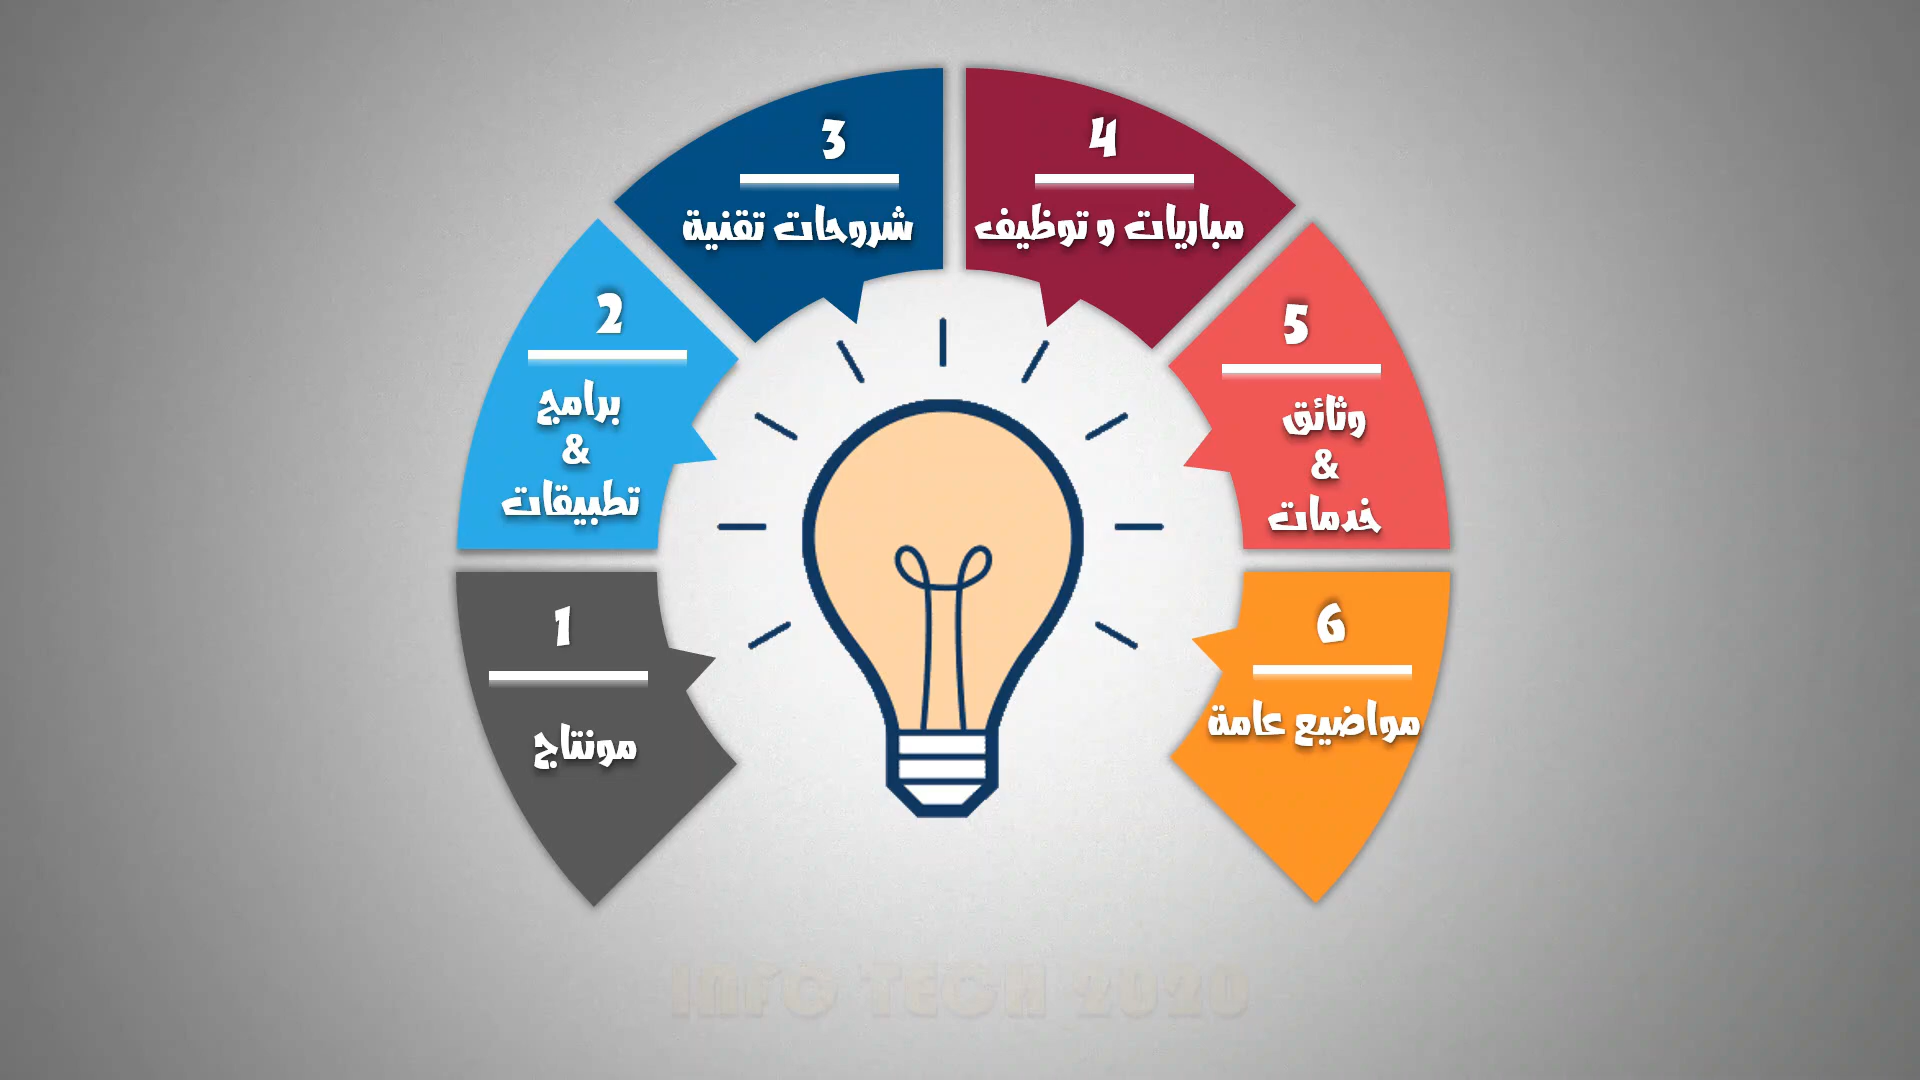 1
مونتاج
2
برامج
&
تطبيقات
3
شروحات تقنية
4
مباريات و توظيف
5
وثائق
&
خدمات
6
مواضيع عامة
INFO TECH 2020